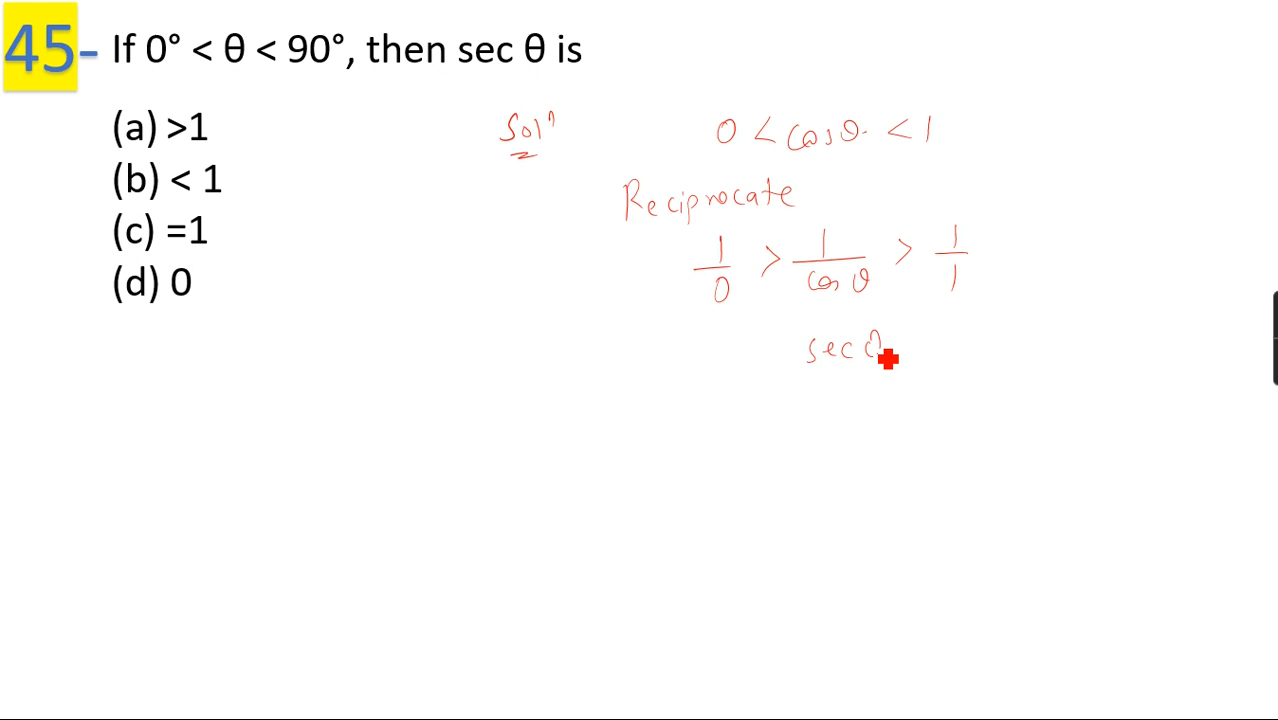 45- If 0° < θ < 90°, then sec θ is
(a) >1
(b) < 1
(c) =1
(d) 0
Solⁿ 0 < cos θ < 1
Reciprocate
1/0 > 1/cos θ > 1/1
sec θ